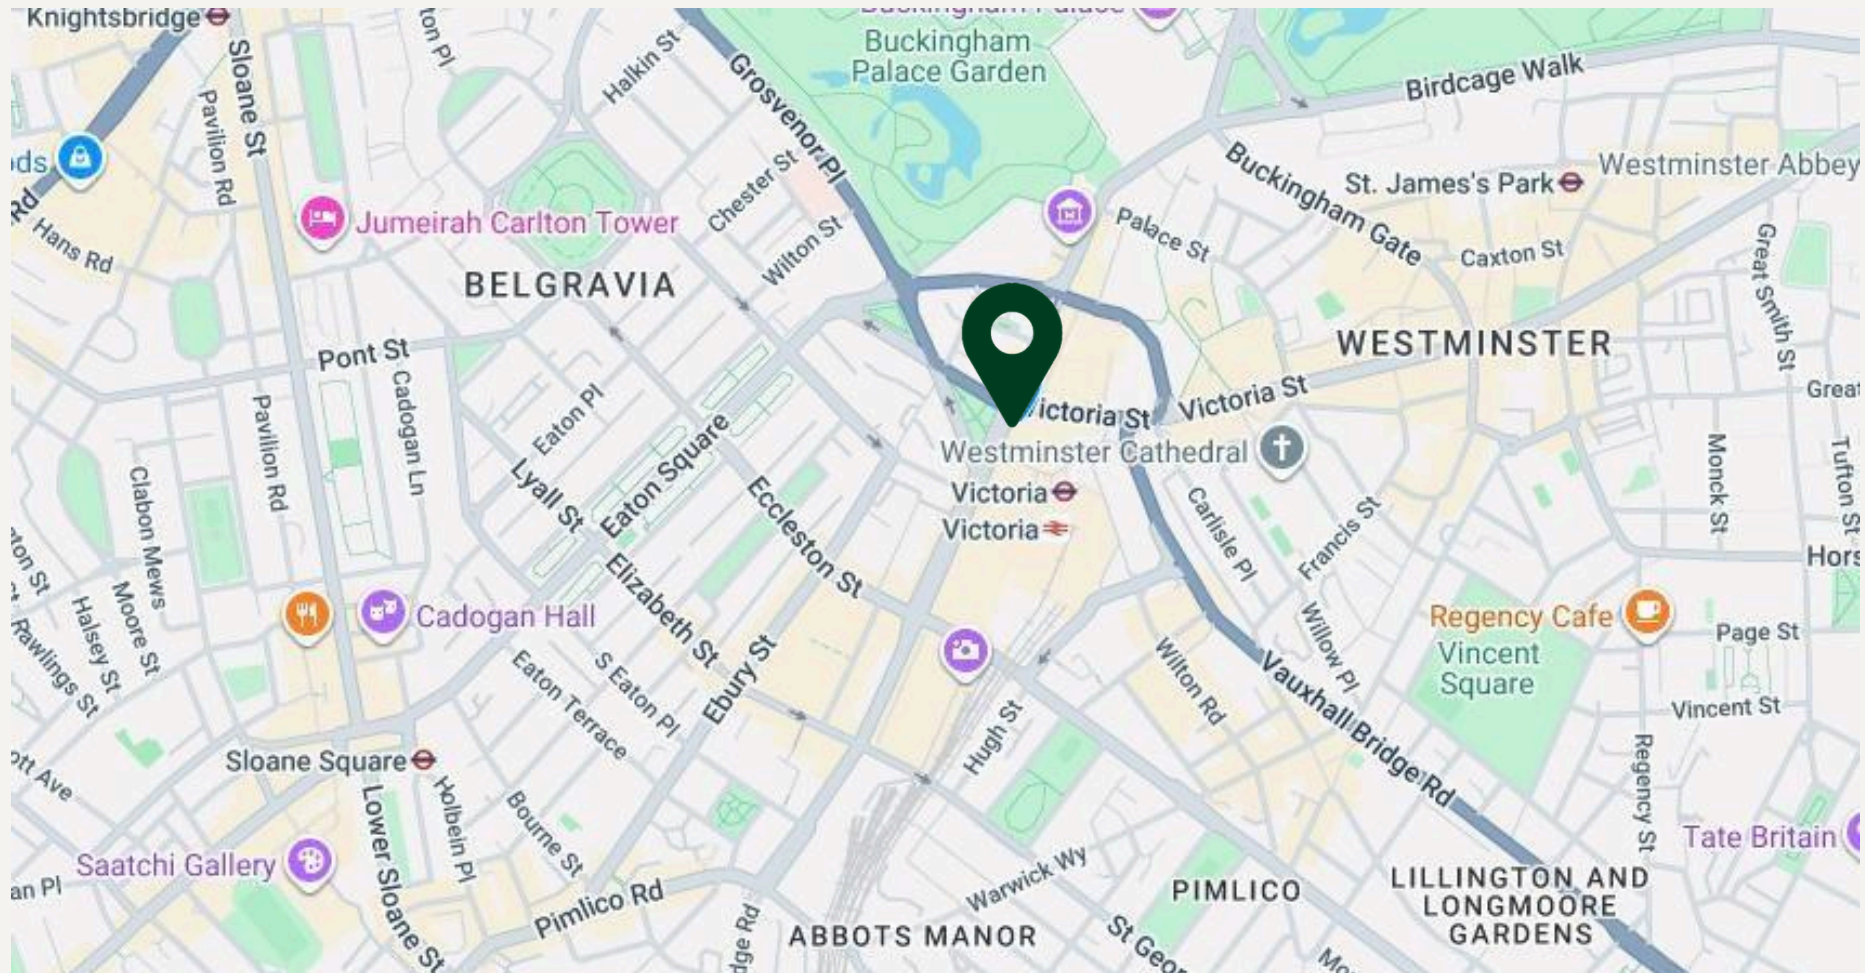 Knightsbridge
Sloane St
Pavilion Rd
Halkin St
Grosvenor Pl
Buckingham
Palace Garden
Birdcage Walk
Buckingham Gate
St. James's Park
Westminster Abbey
Rd
Hans Rd
Jumeirah Carlton Tower
Chester St
Wilton St
Palace St
Caxton St
Great Smith St
BELGRAVIA
WESTMINSTER
Pont St
Cadogan Ln
Pavilion Rd
Eaton Pl
Lyall St
Eaton Square
Victoria St
Victoria St
Great
Westminster Cathedral
Victoria
Victoria
Clabon Mews
Eccleston St
Carlisle Pl
Francis St
Monck St
Tufton St
Hors
Moore St
Halsey St
Rawlings St
Cadogan Hall
Elizabeth St
Ebury St
S Eaton Pl
Eaton Terrace
Willow Pl
Regency Cafe
Vincent
Square
Page St
Vincent St
Wilton Rd
Vauxhall Bridge Rd
Hugh St
Sloane Square
Holbein Pl
Bourne St
Lower Sloane St
Regency St
Tate Britain
Saatchi Gallery
Pimlico Rd
Warwick Wy
PIMLICO
LILLINGTON AND
LONGMOORE
GARDENS
ABBOTS MANOR
St Geor